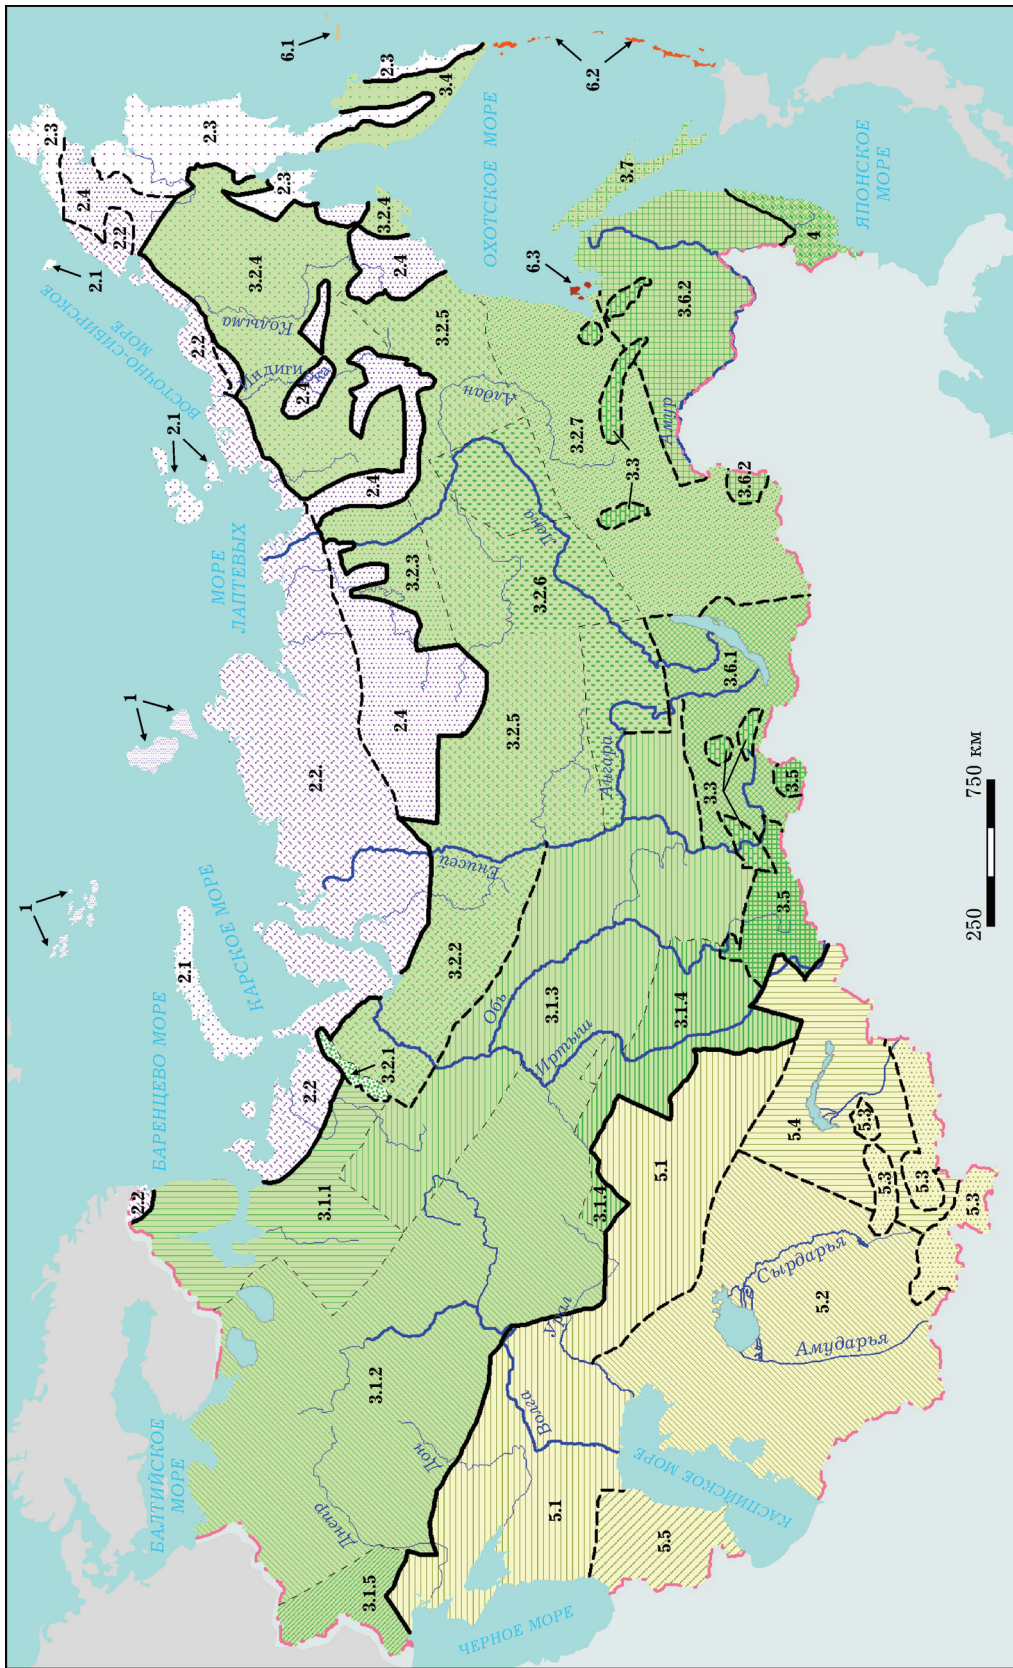 БАРЕНЦЕВО МОРЕ
КАРСКОЕ МОРЕ
МОРЕ
ЛАПТЕВЫХ
ВОСТОЧНО-СИБИРСКОЕ
МОРЕ
БАЛТИЙСКОЕ
МОРЕ
ОХОТСКОЕ МОРЕ
ЯПОНСКОЕ
МОРЕ
ЧЕРНОЕ МОРЕ
КАСПИЙСКОЕ МОРЕ
1
1
2.1
2.1
2.1
2.2
2.2
2.2.
2.2
2.2
2.3
2.3
2.3
2.3
2.4
2.4
2.4
2.4
2.4
3.1.1
3.1.2
3.1.3
3.1.4
3.1.4
3.1.5
3.2.1
3.2.2
3.2.3
3.2.4
3.2.4
3.2.5
3.2.5
3.2.6
3.2.7
3.3
3.3
3.4
3.5
3.5
3.6.1
3.6.2
3.6.2
3.7
4
5.1
5.1
5.2
5.3
5.3
5.3
5.3
5.4
5.5
6.1
6.2
6.3
Днепр
Дон
Волга
Урал
Обь
Иртыш
Енисей
Ангара
Лена
Алдан
Индигирка
Колыма
Амур
Сырдарья
Амударья
250
750 км